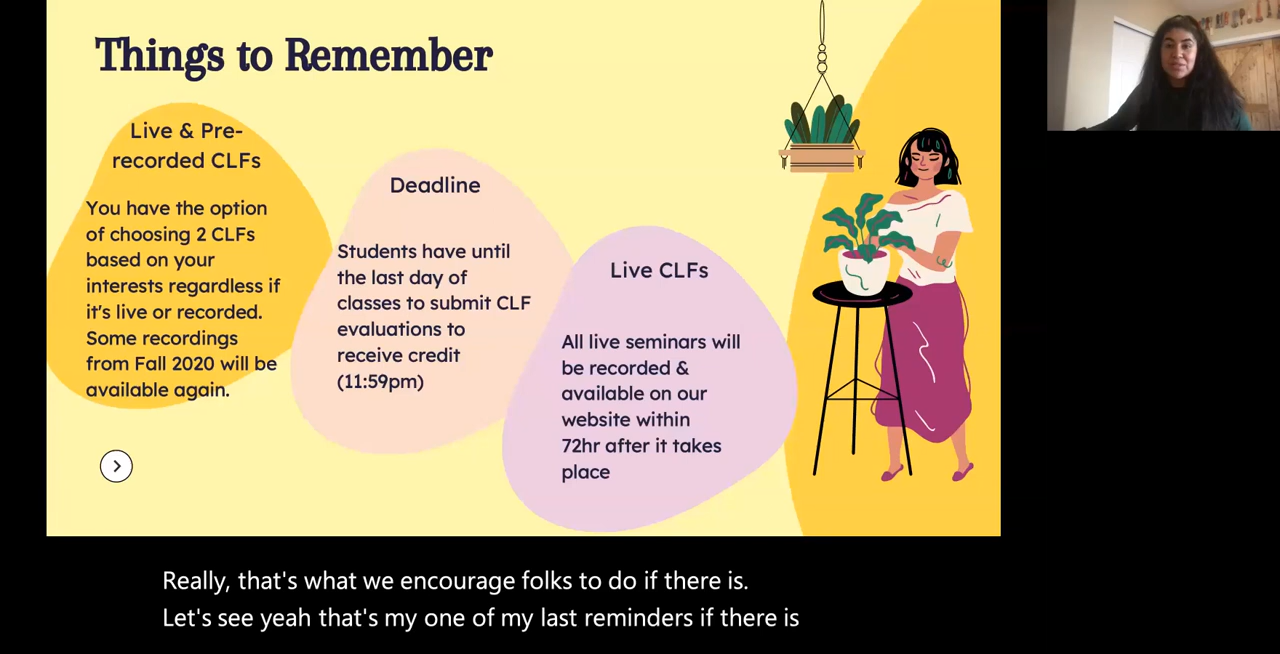 Things to Remember
Live & Pre-
recorded CLFs
You have the option
of choosing 2 CLFs
based on your
interests regardless if
it's live or recorded.
Some recordings
from Fall 2020 will be
available again.
Deadline
Students have until
the last day of
classes to submit CLF
evaluations to
receive credit
(11:59pm)
Live CLFs
All live seminars will
be recorded &
available on our
website within
72hr after it takes
place
Really, that's what we encourage folks to do if there is.
Let's see yeah that's my one of my last reminders if there is